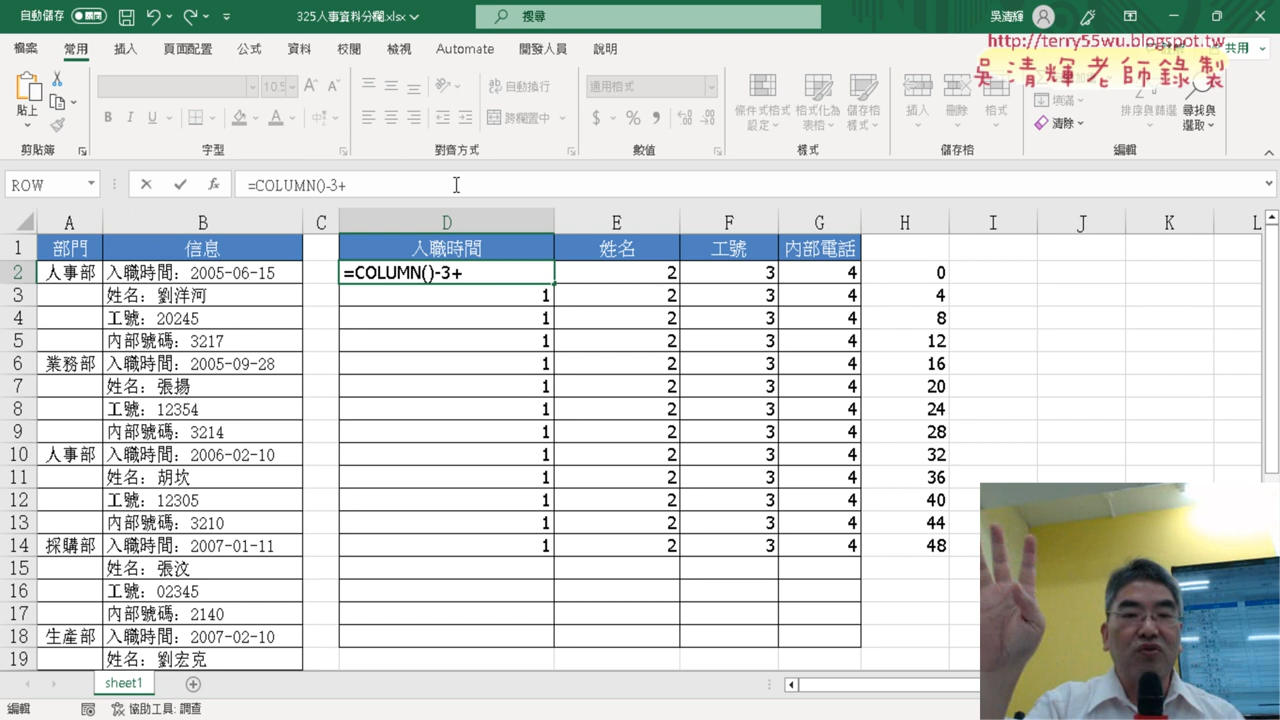 自動儲存 325人事資料分欄.xlsx 搜尋 吳清輝
http://terry55wu.blogspot.tw
吳清輝老師錄製
檔案 常用 插入 頁面配置 公式 資料 校閱 檢視 Automate 開發人員 說明 共用
貼上 10.5 A A 自動換行 通用格式 條件式格式設定 格式化為表格 儲存格樣式 插入 刪除 格式 填滿 清除 排序與篩選 尋找與選取
B I U A 跨欄置中 $ % 9
剪貼簿 字型 對齊方式 數值 樣式 儲存格 編輯
ROW fx =COLUMN()-3+
A B C D E F G H I J K L
1 部門 信息 入職時間 姓名 工號 內部電話
2 人事部 入職時間: 2005-06-15 =COLUMN()-3+ 2 3 4 0
3 姓名: 劉洋河 1 2 3 4 4
4 工號: 20245 1 2 3 4 8
5 內部號碼: 3217 1 2 3 4 12
6 業務部 入職時間: 2005-09-28 1 2 3 4 16
7 姓名: 張揚 1 2 3 4 20
8 工號: 12354 1 2 3 4 24
9 內部號碼: 3214 1 2 3 4 28
10 人事部 入職時間: 2006-02-10 1 2 3 4 32
11 姓名: 胡坎 1 2 3 4 36
12 工號: 12305 1 2 3 4 40
13 內部號碼: 3210 1 2 3 4 44
14 採購部 入職時間: 2007-01-11 1 2 3 4 48
15 姓名: 張汶
16 工號: 02345
17 內部號碼: 2140
18 生產部 入職時間: 2007-02-10
19 姓名: 劉宏克
sheet1
編輯 協助工具: 調查